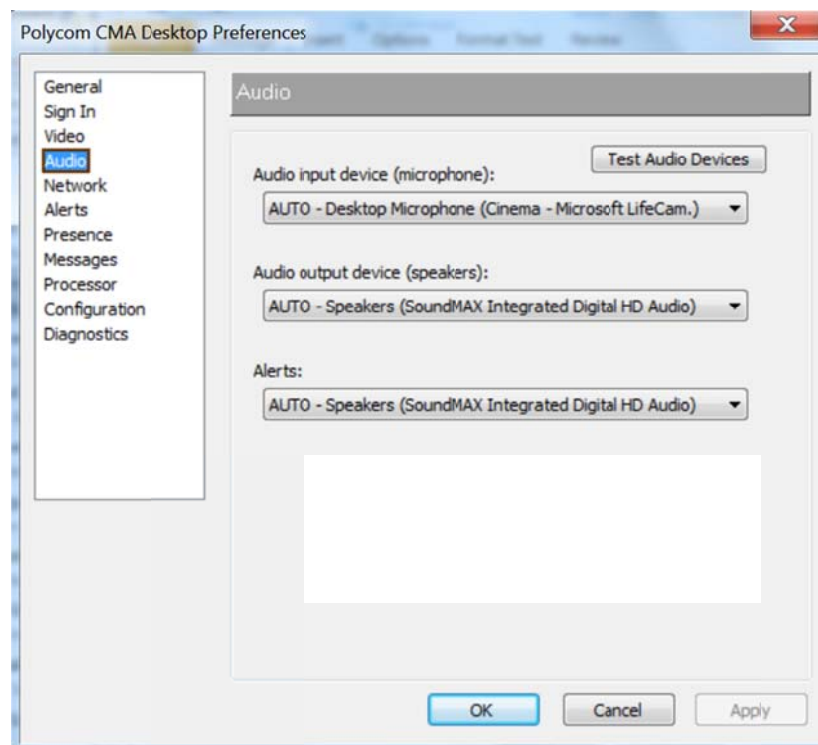 Polycom CMA Desktop Preferences
General
Sign In
Video
Audio
Network
Alerts
Presence
Messages
Processor
Configuration
Diagnostics
Audio
Test Audio Devices
Audio input device (microphone):
AUTO - Desktop Microphone (Cinema - Microsoft LifeCam.)
Audio output device (speakers):
AUTO - Speakers (SoundMAX Integrated Digital HD Audio)
Alerts:
AUTO - Speakers (SoundMAX Integrated Digital HD Audio)
OK Cancel Apply